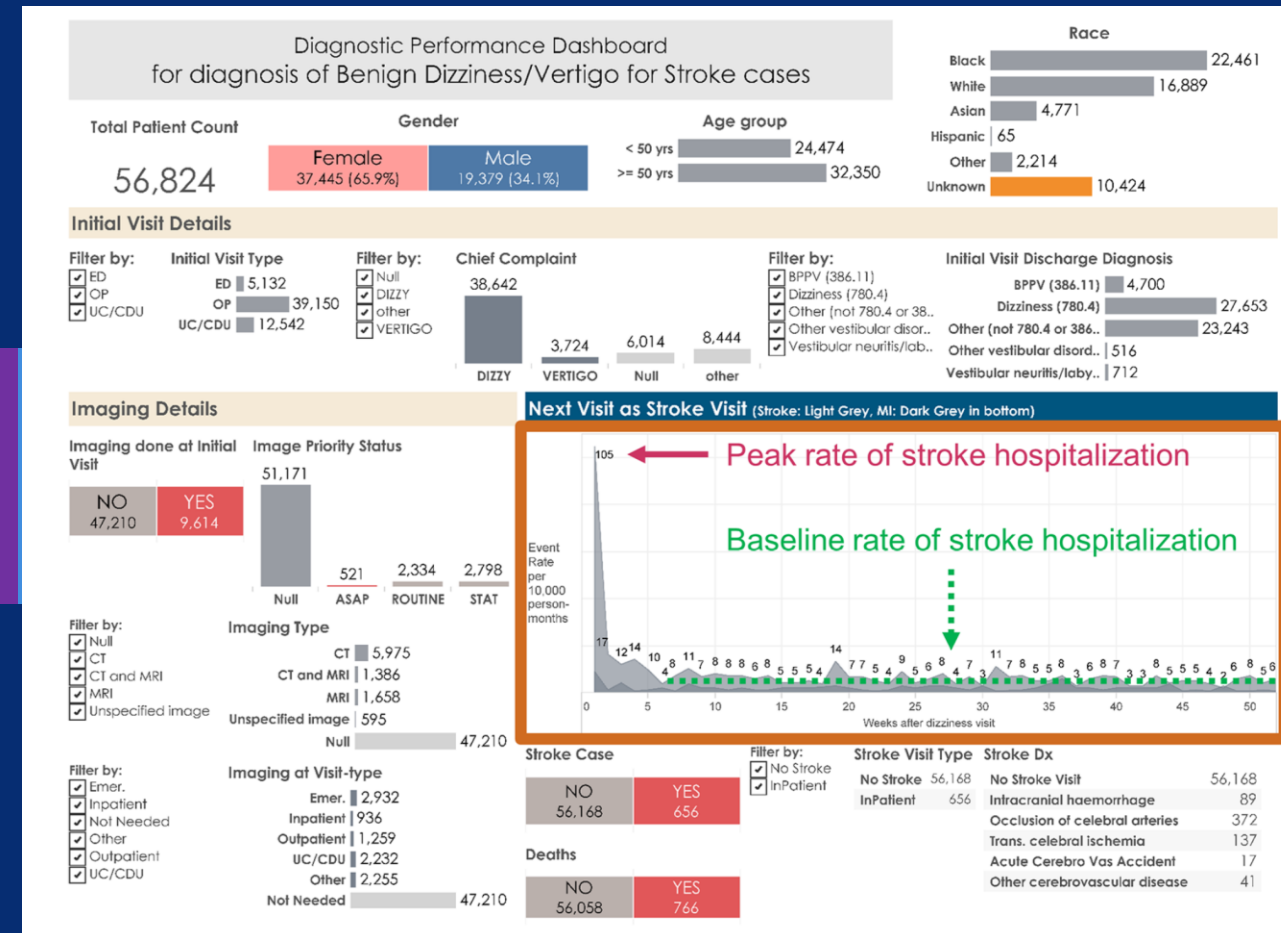 Diagnostic Performance Dashboard
for diagnosis of Benign Dizziness/Vertigo for Stroke cases
Race
Black 22,461
White 16,889
Asian 4,771
Hispanic 65
Other 2,214
Unknown 10,424
Total Patient Count
56,824
Gender
Female
37,445 (65.9%)
Male
19,379 (34.1%)
Age group
< 50 yrs 24,474
>= 50 yrs 32,350
Initial Visit Details
Filter by:
ED
OP
UC/CDU
Initial Visit Type
ED 5,132
OP 39,150
UC/CDU 12,542
Filter by:
Null
DIZZY
other
VERTIGO
Chief Complaint
38,642
3,724
6,014
8,444
DIZZY VERTIGO Null other
Filter by:
BPPV (386.11)
Dizziness (780.4)
Other (not 780.4 or 38..
Other vestibular disor..
Vestibular neuritis/lab..
Initial Visit Discharge Diagnosis
BPPV (386.11) 4,700
Dizziness (780.4) 27,653
Other (not 780.4 or 386.. 23,243
Other vestibular disord.. 516
Vestibular neuritis/laby.. 712
Imaging Details
Imaging done at Initial
Visit
NO
47,210
YES
9,614
Image Priority Status
51,171
521
2,334
2,798
Null ASAP ROUTINE STAT
Filter by:
Null
CT
CT and MRI
MRI
Unspecified image
Imaging Type
CT 5,975
CT and MRI 1,386
MRI 1,658
Unspecified image 595
Null 47,210
Filter by:
Emer.
Inpatient
Not Needed
Other
Outpatient
UC/CDU
Imaging at Visit-type
Emer. 2,932
Inpatient 936
Outpatient 1,259
UC/CDU 2,232
Other 2,255
Not Needed 47,210
Next Visit as Stroke Visit (Stroke: Light Grey, MI: Dark Grey in bottom)
105
Peak rate of stroke hospitalization
Baseline rate of stroke hospitalization
Event
Rate
per
10,000
person-
months
17 12 14 10 4 8 11 7 8 8 8 6 8 5 5 5 4 14 7 7 5 4 9 5 6 8 4 7 3 11 7 8 5 5 8 3 6 8 7 3 3 8 5 5 5 4 2 6 8 5 6
0 5 10 15 20 25 30 35 40 45 50
Weeks after dizziness visit
Stroke Case
NO
56,168
YES
656
Filter by:
No Stroke
InPatient
Stroke Visit Type
No Stroke 56,168
InPatient 656
Stroke Dx
No Stroke Visit 56,168
Intracranial haemorrhage 89
Occlusion of celebral arteries 372
Trans. celebral ischemia 137
Acute Cerebro Vas Accident 17
Other cerebrovascular disease 41
Deaths
NO
56,058
YES
766